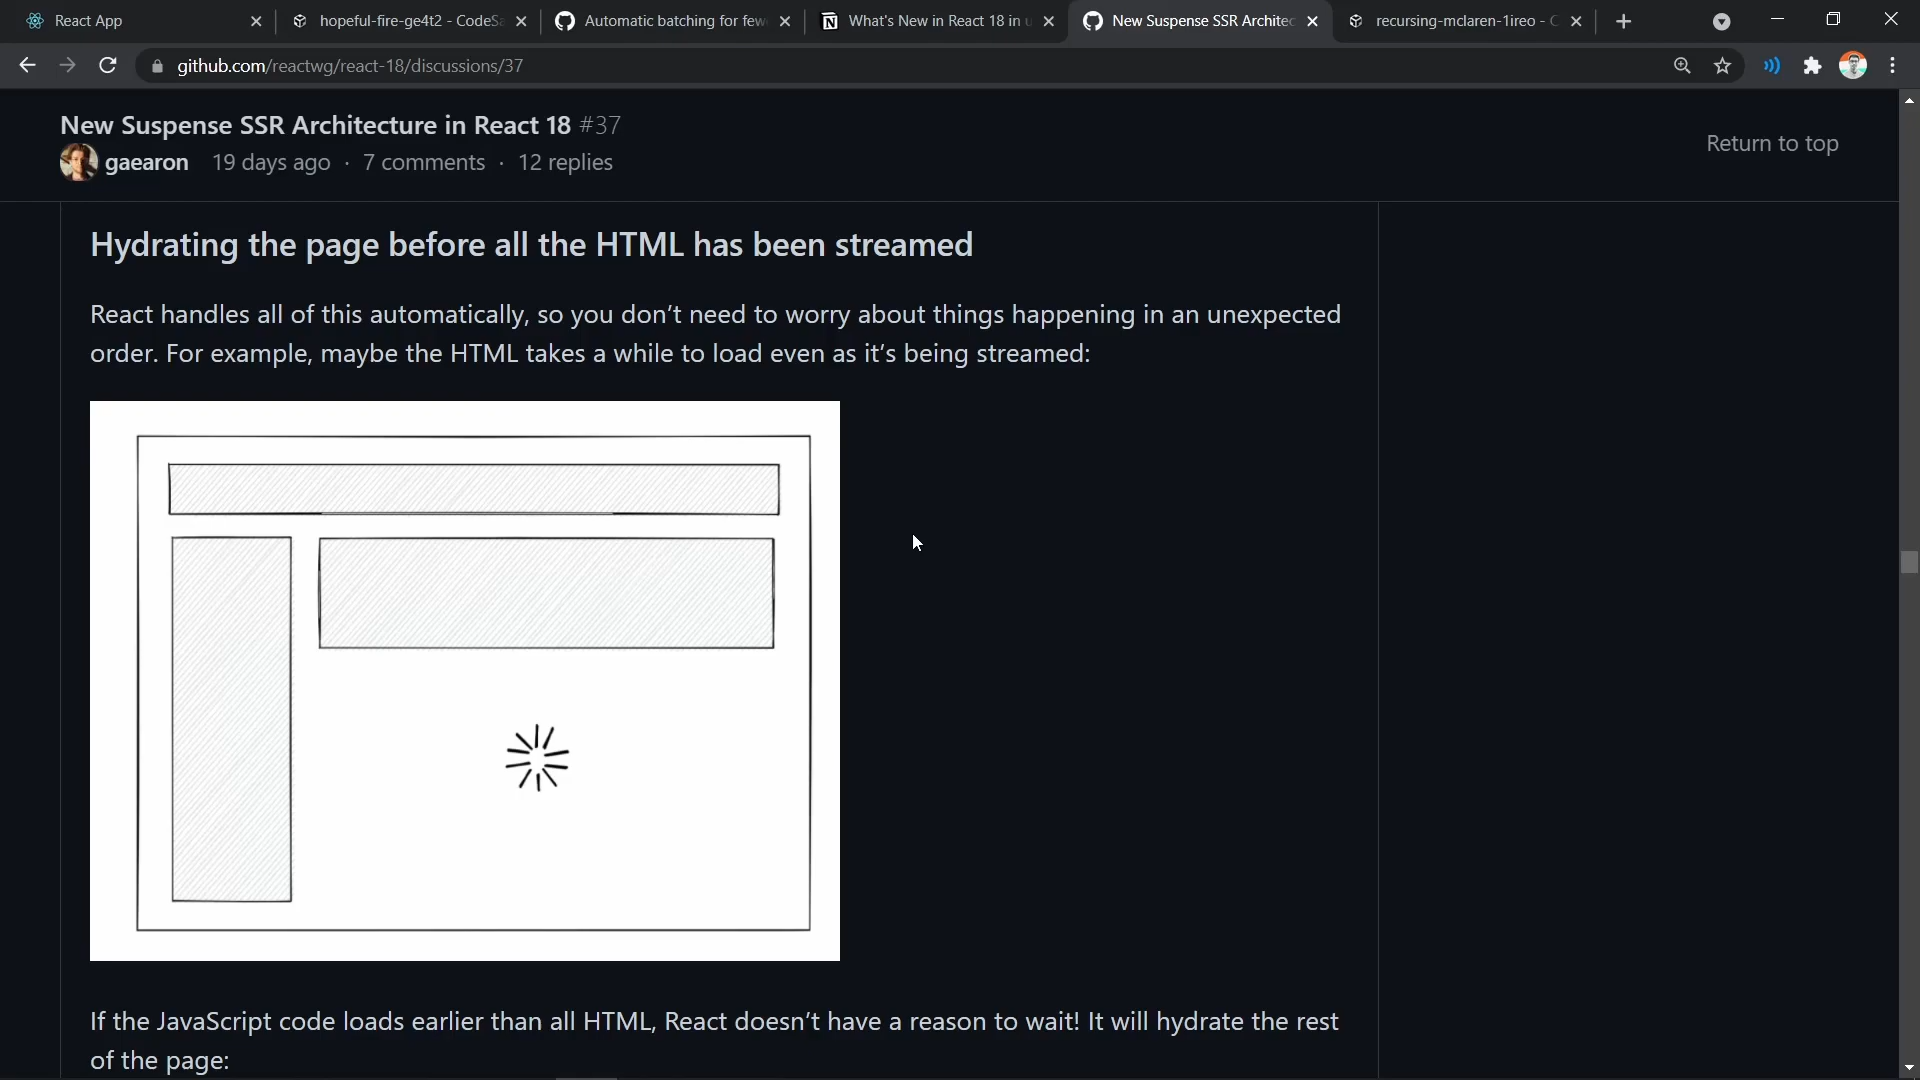 React App
hopeful-fire-ge4t2 - CodeSa
Automatic batching for few
What's New in React 18 in
New Suspense SSR Architec
recursing-mclaren-1ireo - C
github.com/reactwg/react-18/discussions/37
New Suspense SSR Architecture in React 18 #37
gaearon 19 days ago · 7 comments · 12 replies
Return to top
Hydrating the page before all the HTML has been streamed
React handles all of this automatically, so you don’t need to worry about things happening in an unexpected
order. For example, maybe the HTML takes a while to load even as it’s being streamed:
If the JavaScript code loads earlier than all HTML, React doesn’t have a reason to wait! It will hydrate the rest
of the page: